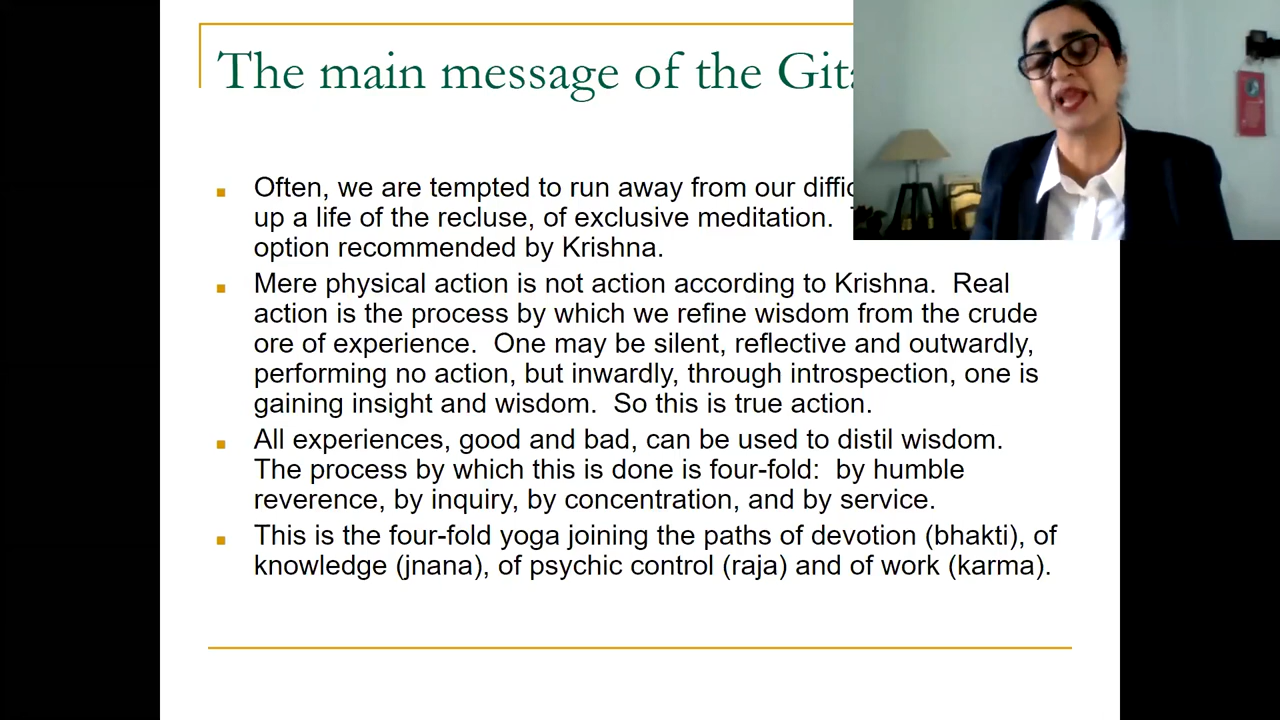 The main message of the Gita
Often, we are tempted to run away from our
up a life of the recluse, of exclusive meditation.
option recommended by Krishna.
Mere physical action is not action according to Krishna. Real
action is the process by which we refine wisdom from the crude
ore of experience. One may be silent, reflective and outwardly,
performing no action, but inwardly, through introspection, one is
gaining insight and wisdom. So this is true action.
All experiences, good and bad, can be used to distil wisdom.
The process by which this is done is four-fold: by humble
reverence, by inquiry, by concentration, and by service.
This is the four-fold yoga joining the paths of devotion (bhakti), of
knowledge (jnana), of psychic control (raja) and of work (karma).